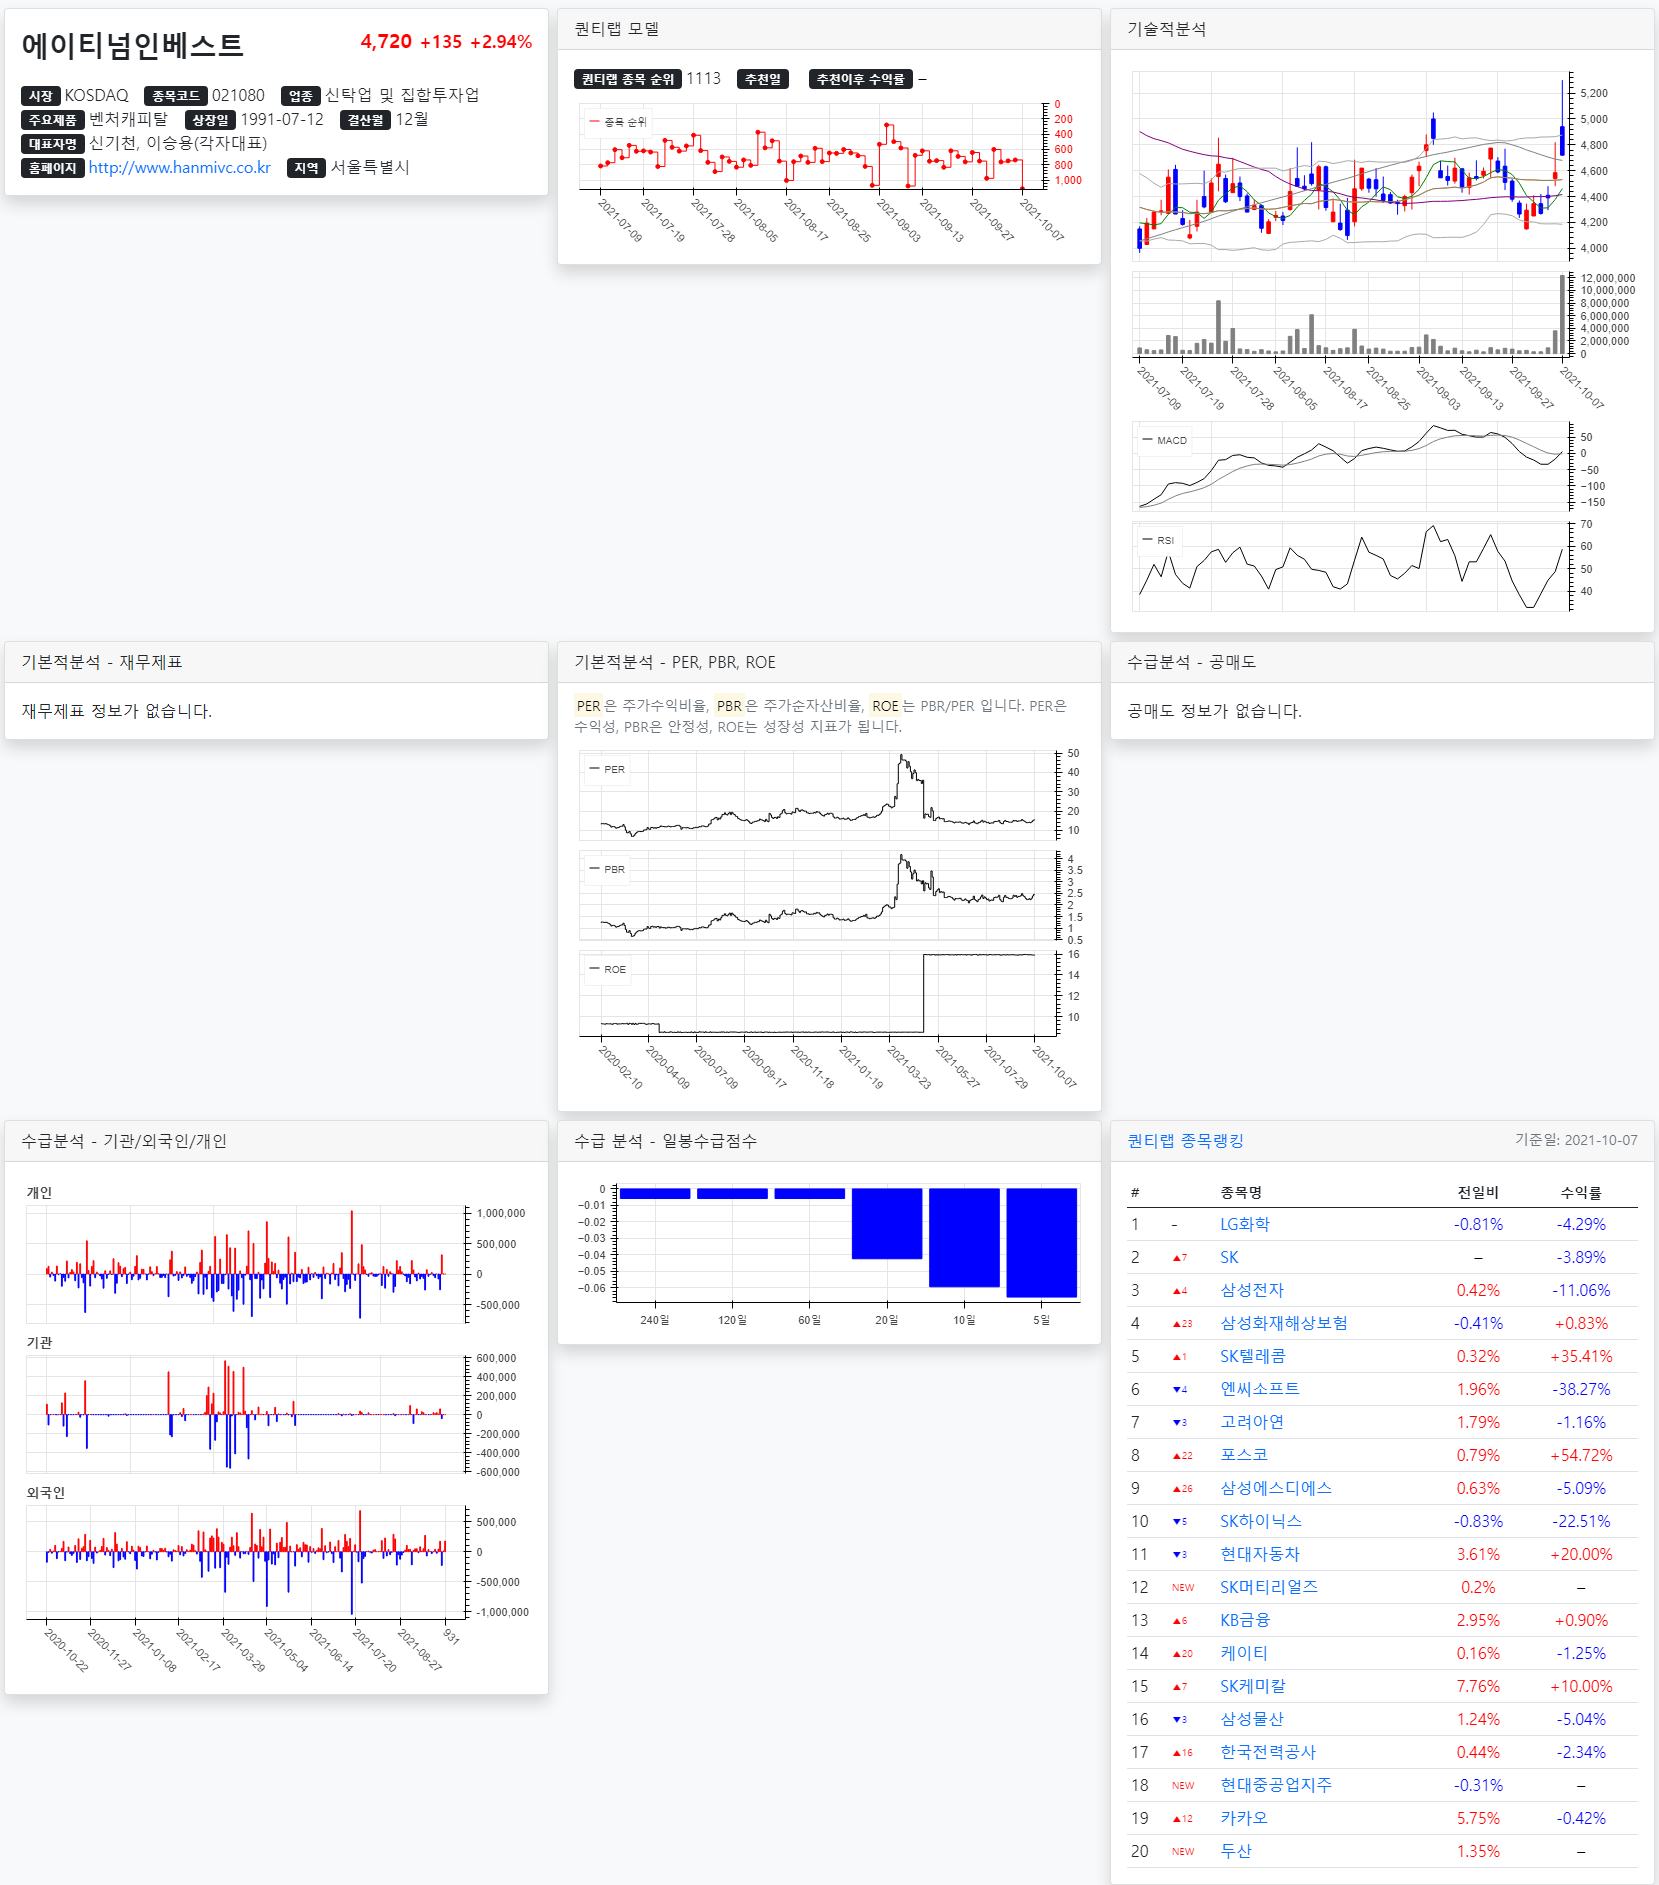 에이티넘인베스트
4,720 +135 +2.94%
시장 KOSDAQ 종목코드 021080 업종 신탁업 및 집합투자업
주요제품 벤처캐피탈 상장일 1991-07-12 결산월 12월
대표자명 신기천, 이승용(각자대표)
홈페이지 http://www.hanmivc.co.kr 지역 서울특별시
퀀티랩 모델
퀀티랩 종목 순위 1113 추천일 추천이후 수익률 –
종목 순위
0
200
400
600
800
1,000
2021-07-09
2021-07-19
2021-07-28
2021-08-05
2021-08-17
2021-08-25
2021-09-03
2021-09-13
2021-09-27
2021-10-07
기술적분석
5,200
5,000
4,800
4,600
4,400
4,200
4,000
12,000,000
10,000,000
8,000,000
6,000,000
4,000,000
2,000,000
0
2021-07-09
2021-07-19
2021-07-28
2021-08-05
2021-08-17
2021-08-25
2021-09-03
2021-09-13
2021-09-27
2021-10-07
MACD
50
0
−50
−100
−150
RSI
70
60
50
40
기본적분석 - 재무제표
재무제표 정보가 없습니다.
기본적분석 - PER, PBR, ROE
PER은 주가수익비율, PBR은 주가순자산비율, ROE는 PBR/PER 입니다. PER은
수익성, PBR은 안정성, ROE는 성장성 지표가 됩니다.
PER
50
40
30
20
10
PBR
4
3.5
3
2.5
2
1.5
1
0.5
ROE
16
14
12
10
2020-02-10
2020-04-09
2020-07-09
2020-09-17
2020-11-18
2021-01-19
2021-03-23
2021-05-27
2021-07-29
2021-10-07
수급분석 - 공매도
공매도 정보가 없습니다.
수급분석 - 기관/외국인/개인
개인
1,000,000
500,000
0
-500,000
기관
600,000
400,000
200,000
0
-200,000
-400,000
-600,000
외국인
500,000
0
-500,000
-1,000,000
2020-10-22
2020-11-27
2021-01-08
2021-02-17
2021-03-29
2021-05-04
2021-06-14
2021-07-20
2021-08-27
931
수급 분석 - 일봉수급점수
0
−0.01
−0.02
−0.03
−0.04
−0.05
−0.06
240일
120일
60일
20일
10일
5일
퀀티랩 종목랭킹 기준일: 2021-10-07
# 종목명 전일비 수익률
1 - LG화학 -0.81% -4.29%
2 ▲7 SK – -3.89%
3 ▲4 삼성전자 0.42% -11.06%
4 ▲23 삼성화재해상보험 -0.41% +0.83%
5 ▲1 SK텔레콤 0.32% +35.41%
6 ▼4 엔씨소프트 1.96% -38.27%
7 ▼3 고려아연 1.79% -1.16%
8 ▲22 포스코 0.79% +54.72%
9 ▲26 삼성에스디에스 0.63% -5.09%
10 ▼5 SK하이닉스 -0.83% -22.51%
11 ▼3 현대자동차 3.61% +20.00%
12 NEW SK머티리얼즈 0.2% –
13 ▲6 KB금융 2.95% +0.90%
14 ▲20 케이티 0.16% -1.25%
15 ▲7 SK케미칼 7.76% +10.00%
16 ▼3 삼성물산 1.24% -5.04%
17 ▲16 한국전력공사 0.44% -2.34%
18 NEW 현대중공업지주 -0.31% –
19 ▲12 카카오 5.75% -0.42%
20 NEW 두산 1.35% –